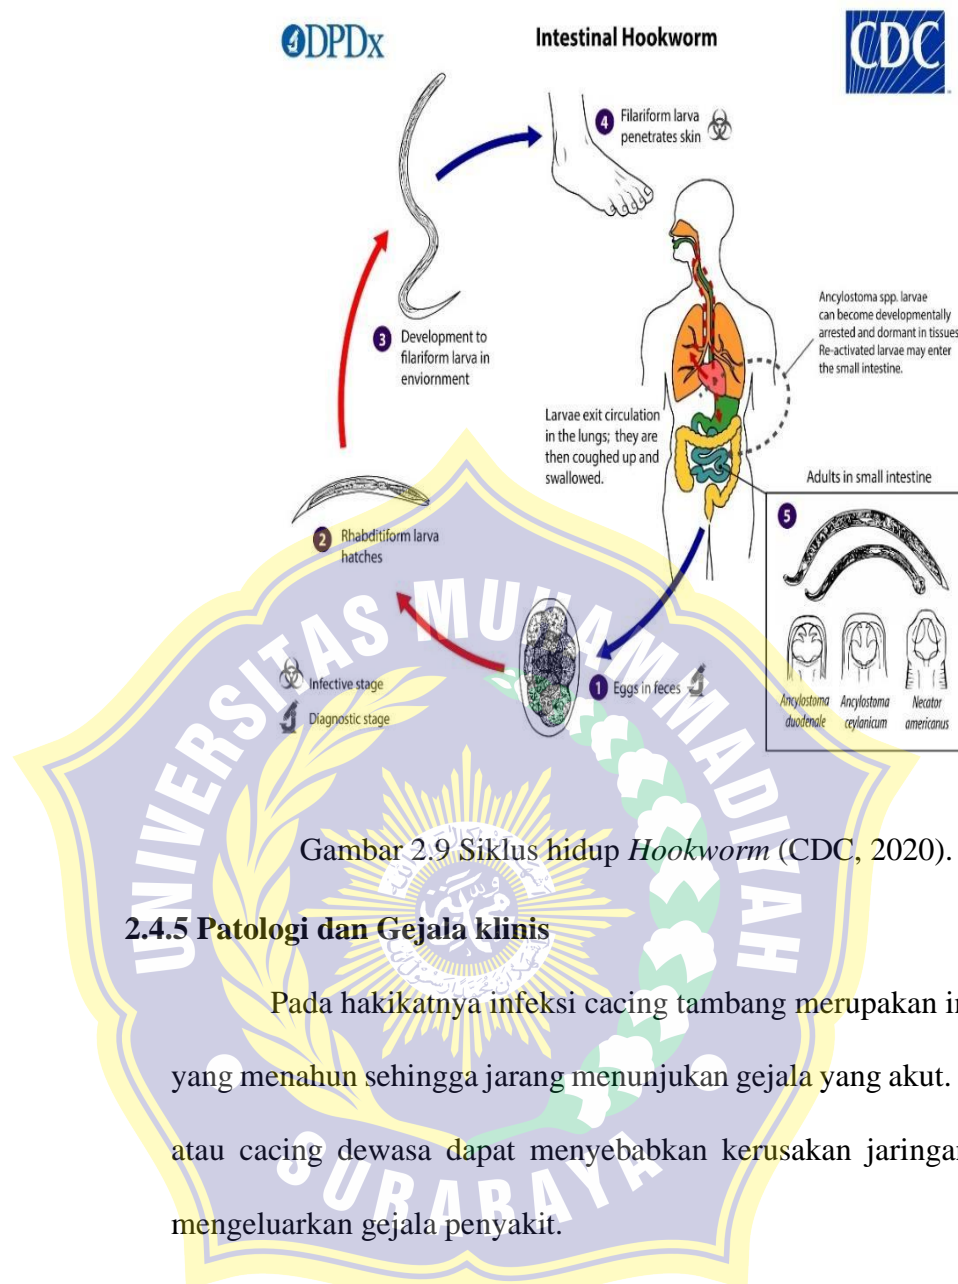 DPDx
Intestinal Hookworm
CDC
4 Filariform larva
penetrates skin
Ancylostoma spp. larvae
can become developmentally
arrested and dormant in tissues
Re-activated larvae may enter
the small intestine.
3 Development to
filariform larva in
enviornment
Larvae exit circulation
in the lungs; they are
then coughed up and
swallowed.
Adults in small intestine
5
2 Rhabditiform larva
hatches
1 Eggs in feces
Infective stage
Diagnostic stage
Ancylostoma
duodenale
Ancylostoma
ceylanicum
Necator
americanus
UNIVERSITAS MUHAMMADIYAH
SURABAYA
Gambar 2.9 Siklus hidup Hookworm (CDC, 2020).
2.4.5 Patologi dan Gejala klinis
Pada hakikatnya infeksi cacing tambang merupakan
yang menahun sehingga jarang menunjukan gejala yang akut.
atau cacing dewasa dapat menyebabkan kerusakan jaringan
mengeluarkan gejala penyakit.